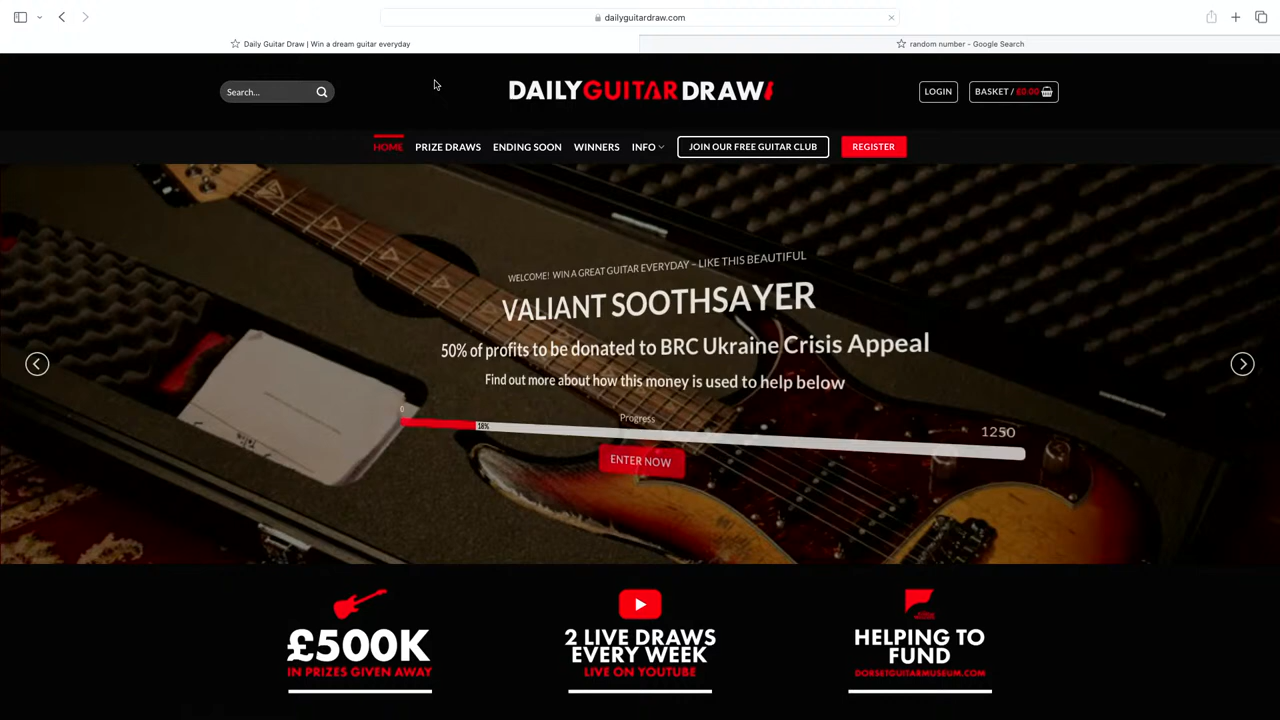 dailyguitardraw.com
Daily Guitar Draw | Win a dream guitar everyday
random number - Google Search
Search...
DAILYGUITARDRAW
LOGIN
BASKET / £0.00
HOME
PRIZE DRAWS
ENDING SOON
WINNERS
INFO
JOIN OUR FREE GUITAR CLUB
REGISTER
WELCOME! WIN A GREAT GUITAR EVERYDAY – LIKE THIS BEAUTIFUL
VALIANT SOOTHSAYER
50% of profits to be donated to BRC Ukraine Crisis Appeal
Find out more about how this money is used to help below
0
Progress
1250
18%
ENTER NOW
£500K
IN PRIZES GIVEN AWAY
2 LIVE DRAWS
EVERY WEEK
LIVE ON YOUTUBE
HELPING TO
FUND
DORSETGUITARMUSEUM.COM